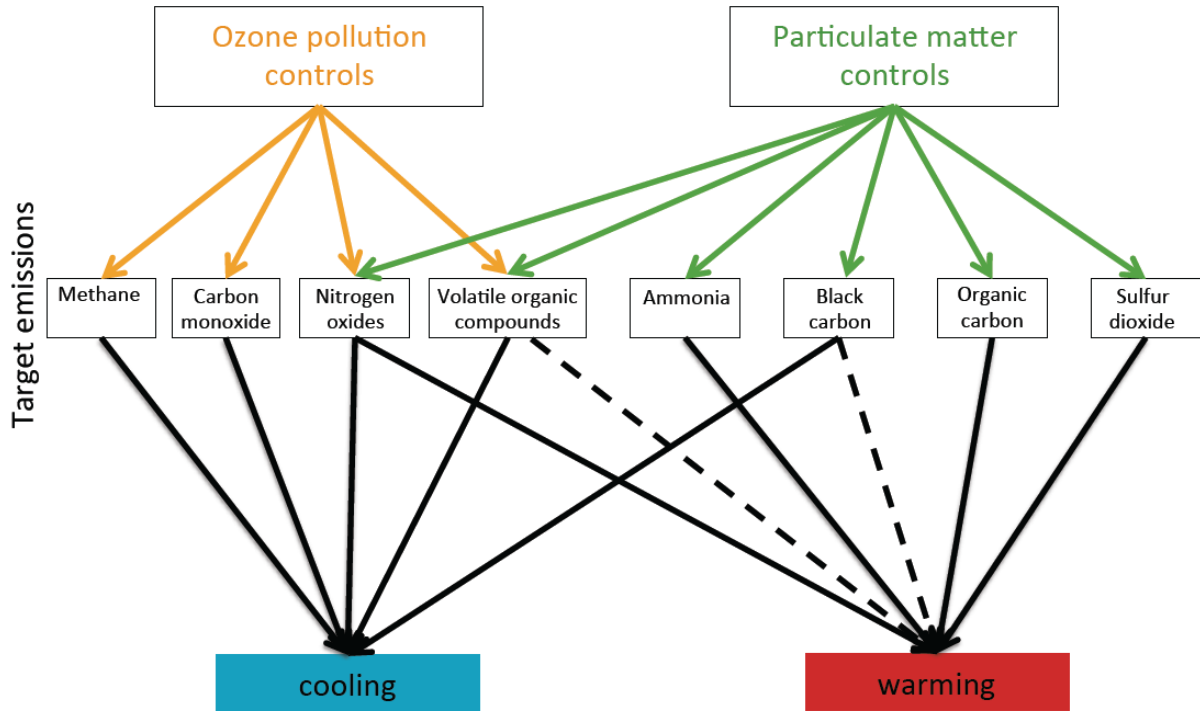 Ozone pollution
controls
Particulate matter
controls
Target emissions
Methane
Carbon
monoxide
Nitrogen
oxides
Volatile organic
compounds
Ammonia
Black
carbon
Organic
carbon
Sulfur
dioxide
cooling
warming